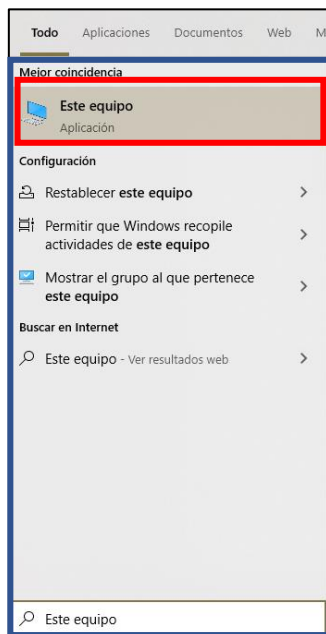 Todo Aplicaciones Documentos Web M
Mejor coincidencia
Este equipo
Aplicación
Configuración
Restablecer este equipo
Permitir que Windows recopile
actividades de este equipo
Mostrar el grupo al que pertenece
este equipo
Buscar en Internet
Este equipo - Ver resultados web
Este equipo